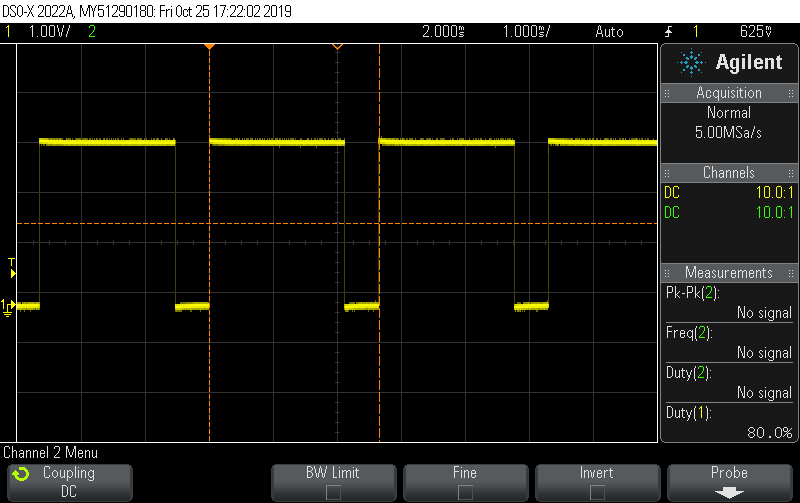 DSO-X 2022A, MY51290180: Fri Oct 25 17:22:02 2019
1 1.00V/ 2 2.000s 1.000s/ Auto 1 625V
Agilent
Acquisition
Normal
5.00MSa/s
Channels
DC 10.0:1
DC 10.0:1
Measurements
Pk-Pk(2):
No signal
Freq(2):
No signal
Duty(2):
No signal
Duty(1):
80.0%
T
1
Channel 2 Menu
Coupling
DC
BW Limit
Fine
Invert
Probe